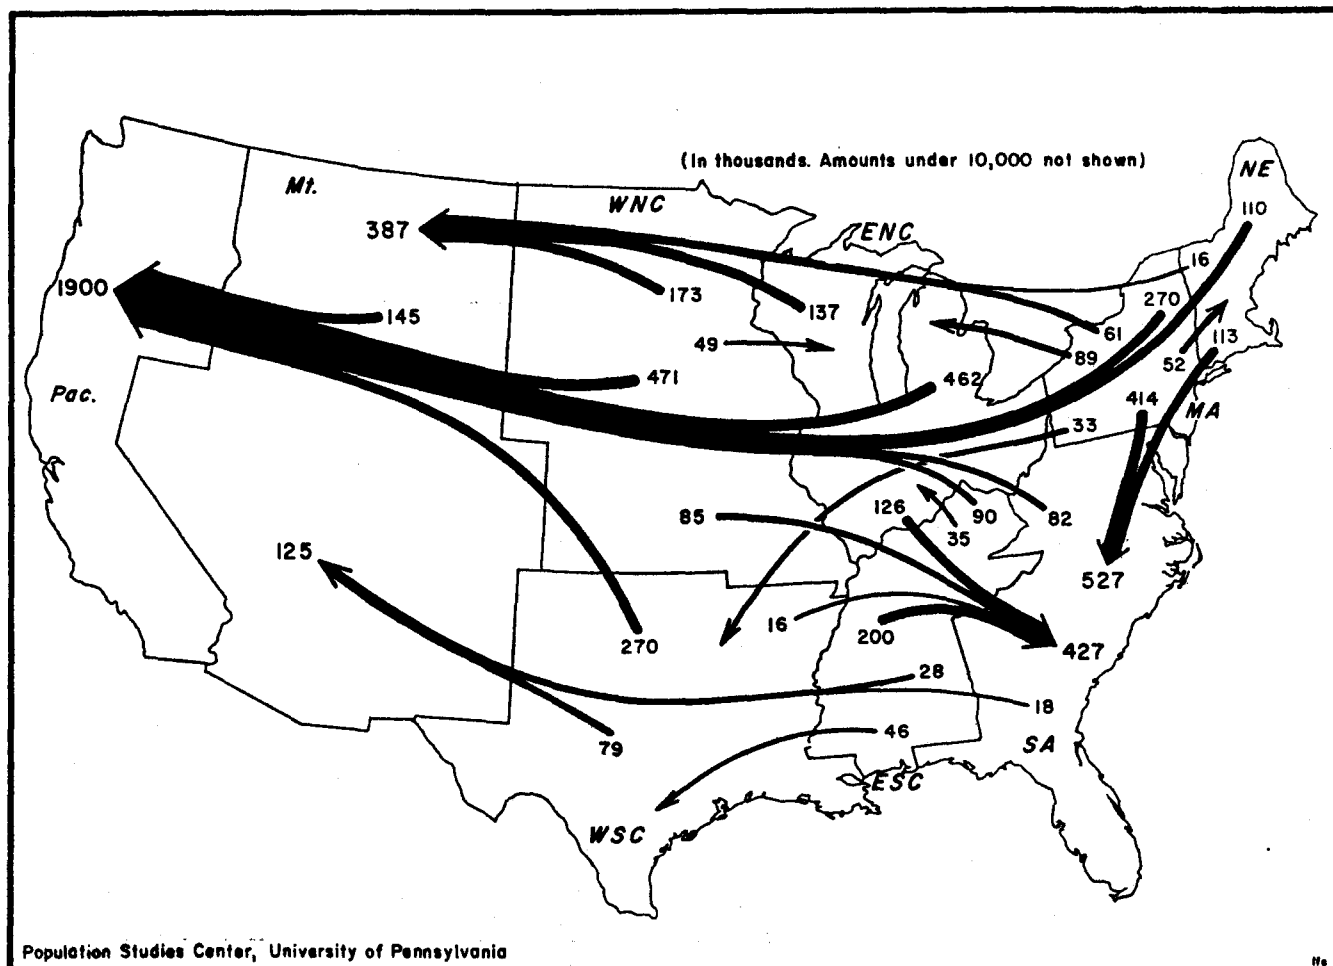 (In thousands. Amounts under 10,000 not shown)
NE
Mt.
WNC
110
387
ENC
16
1900
173
137
270
145
61
113
49
89
52
Pac.
471
462
414
MA
33
85
126
90
82
35
125
527
16
200
270
427
28
18
79
46
SA
ESC
WSC
Population Studies Center, University of Pennsylvania